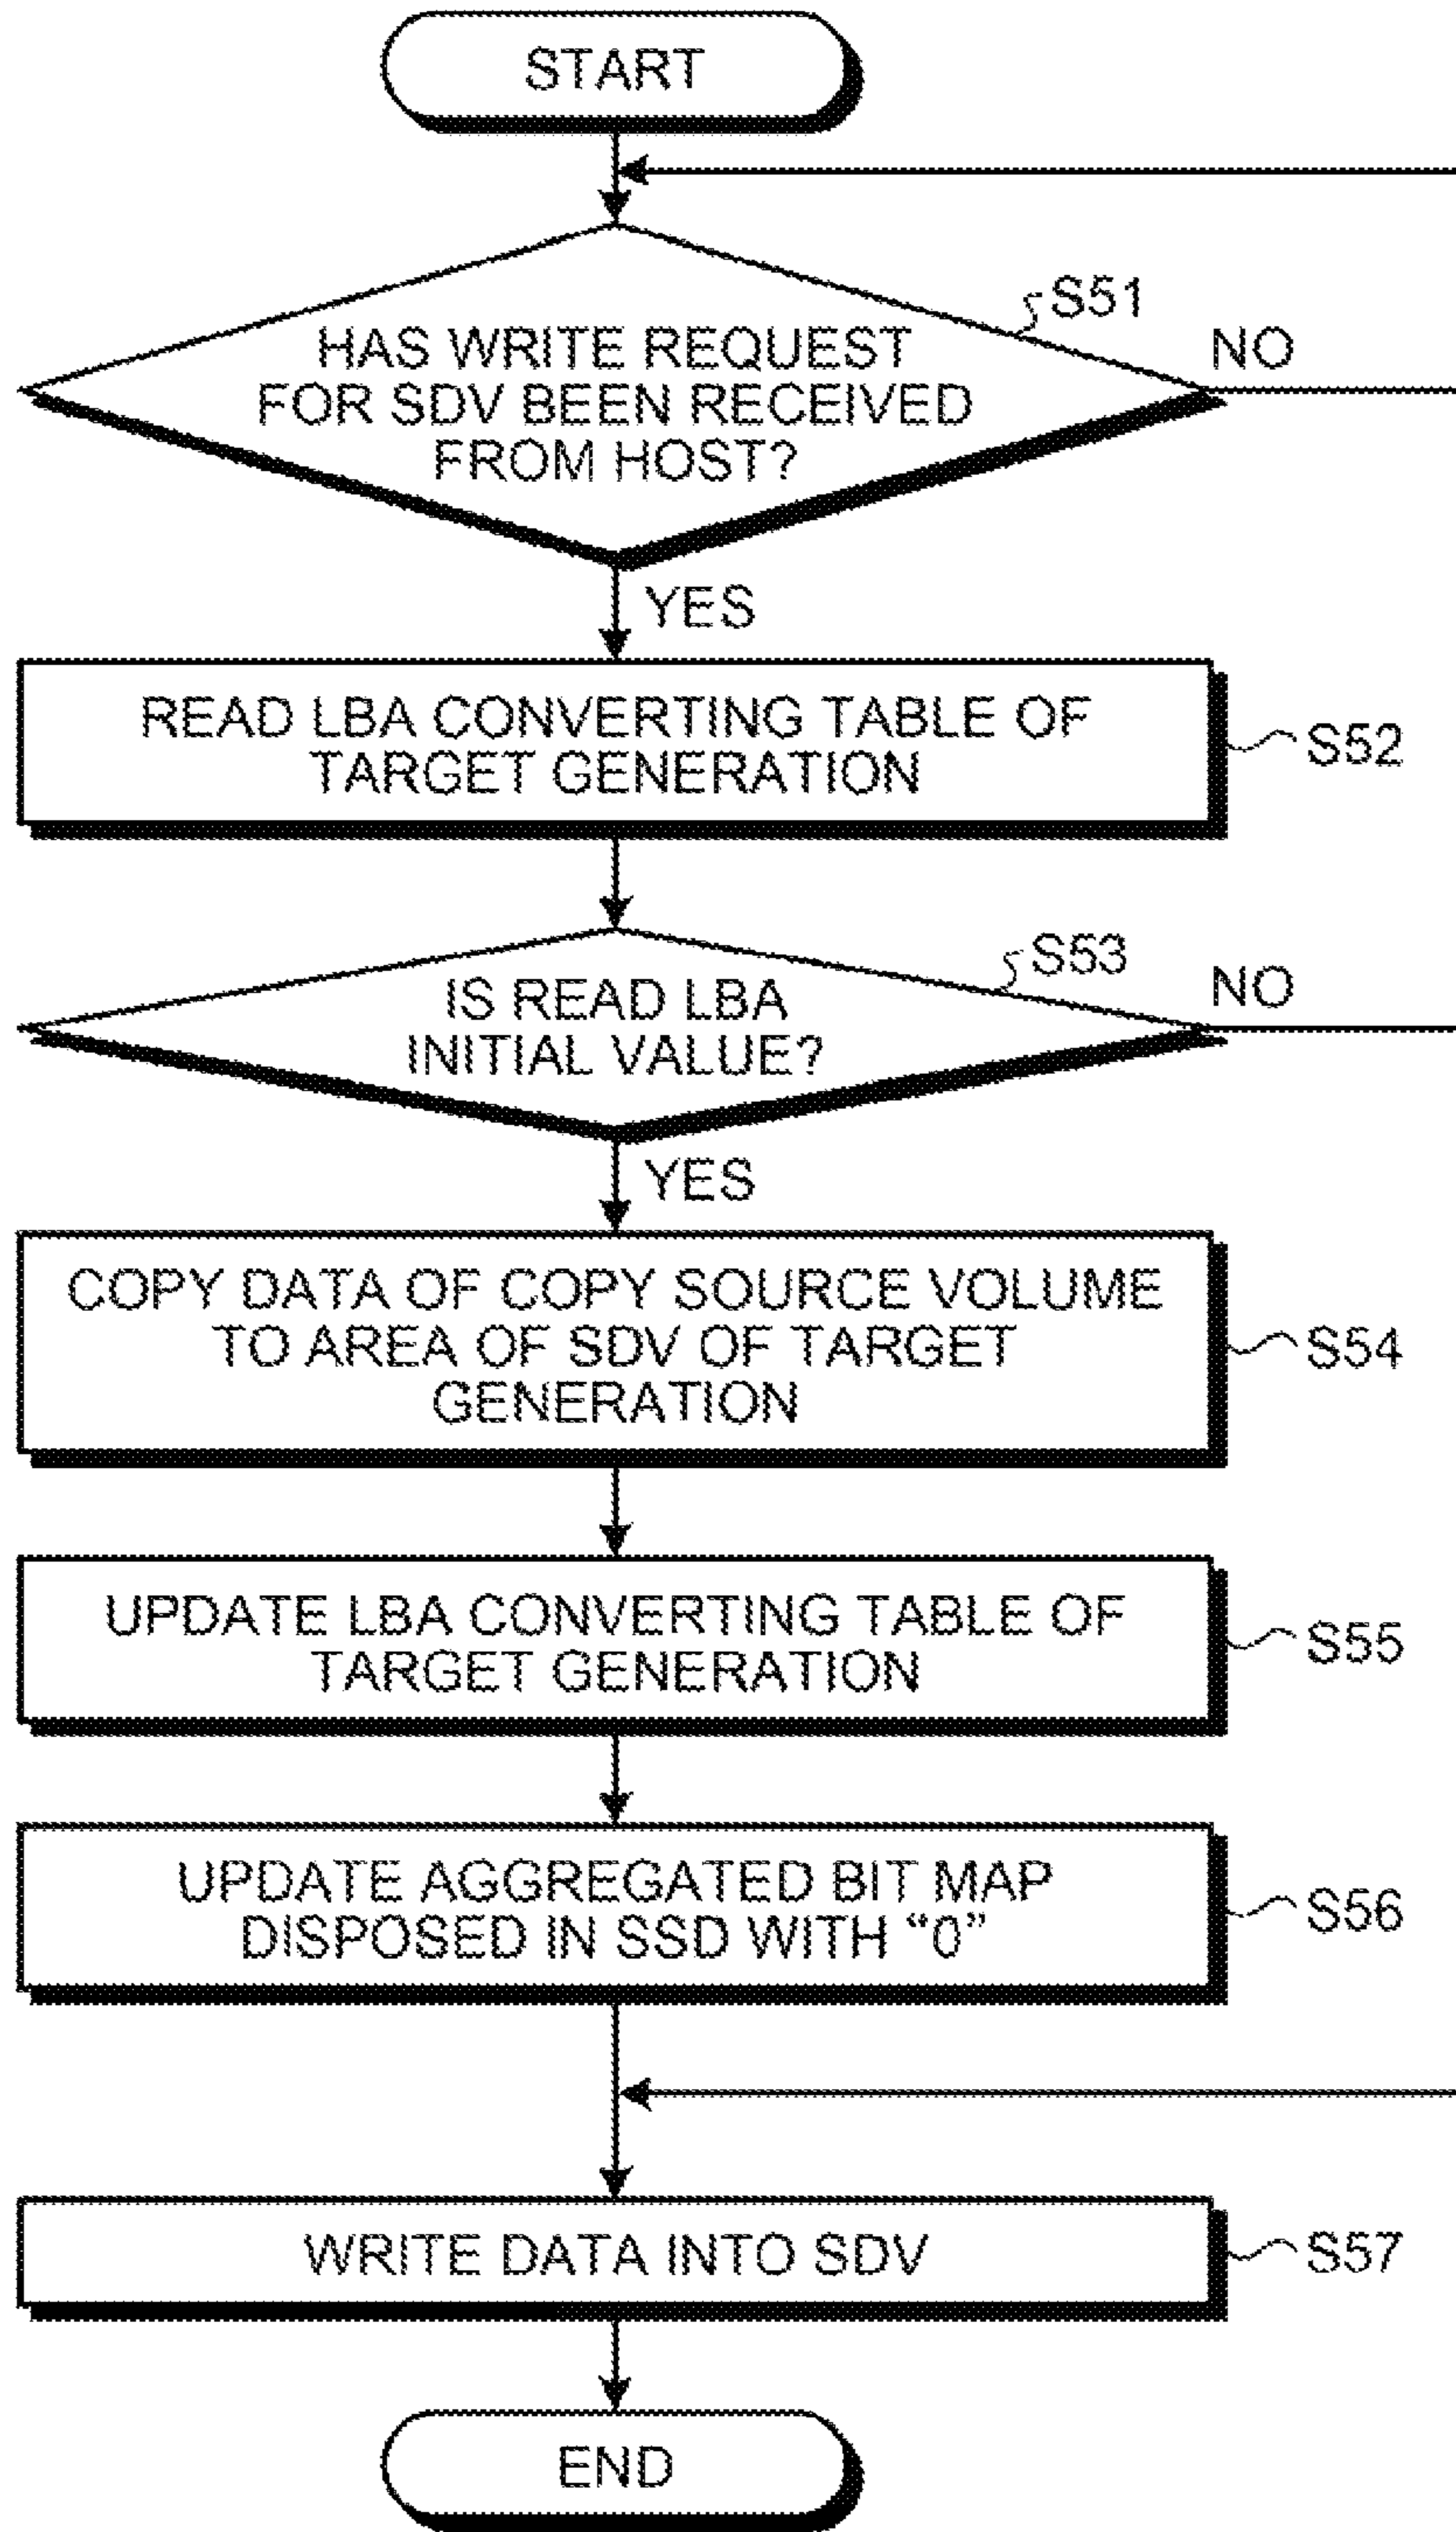 START
S51
HAS WRITE REQUEST
FOR SDV BEEN RECEIVED
FROM HOST?
NO
YES
READ LBA CONVERTING TABLE OF
TARGET GENERATION
S52
S53
IS READ LBA
INITIAL VALUE?
NO
YES
COPY DATA OF COPY SOURCE VOLUME
TO AREA OF SDV OF TARGET
GENERATION
S54
UPDATE LBA CONVERTING TABLE OF
TARGET GENERATION
S55
UPDATE AGGREGATED BIT MAP
DISPOSED IN SSD WITH “0”
S56
WRITE DATA INTO SDV
S57
END